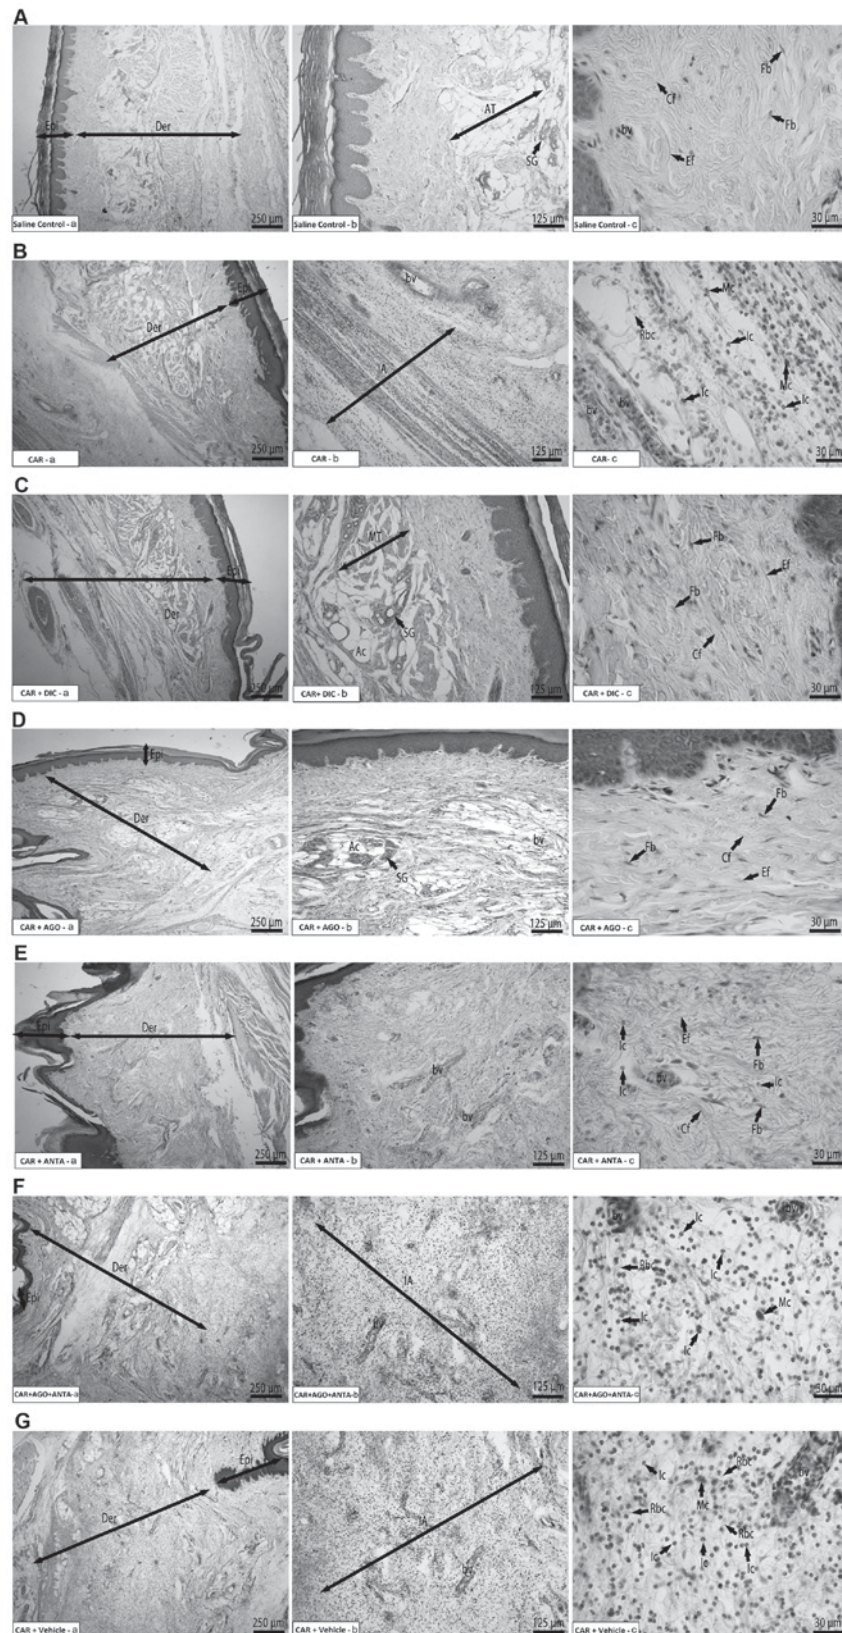 A
Epi Der
Saline Control - a
250 µm
AT
SG
Saline Control - b
125 µm
Fb
Cf
Fb
bv
Ef
Saline Control - c
30 µm
B
Epi
Der
CAR - a
250 µm
bv
IA
CAR - b
125 µm
Mc
Rbc
Ic
Mc
Ic
Ic
bv
bv
CAR- c
30 µm
C
Epi
Der
CAR + DIC - a
250 µm
MT
SG
Ac
CAR+ DIC - b
125 µm
Fb
Ef
Fb
Cf
CAR + DIC - c
30 µm
D
Epi
Der
CAR + AGO - a
250 µm
Ac
bv
SG
CAR + AGO - b
125 µm
Fb
Fb
Cf
Ef
CAR + AGO - c
30 µm
E
Epi Der
CAR + ANTA - a
250 µm
bv
bv
CAR + ANTA - b
125 µm
Ic
Ef
Fb
Ic
bv
Ic
Cf
Fb
CAR + ANTA - c
30 µm
F
Der
Epi
CAR+AGO+ANTA-a
250 µm
IA
bv
CAR+AGO+ANTA-b
125 µm
bv
Ic
bv
Rbc
Ic
Mc
Ic
Ic
CAR+AGO+ANTA-c
30 µm
G
Epi
Der
CAR + Vehicle - a
250 µm
IA
CAR + Vehicle - b
125 µm
Ic
Rbc
bv
Mc
Rbc
Rbc
Ic
Ic
Ic
CAR + Vehicle - c
30 µm